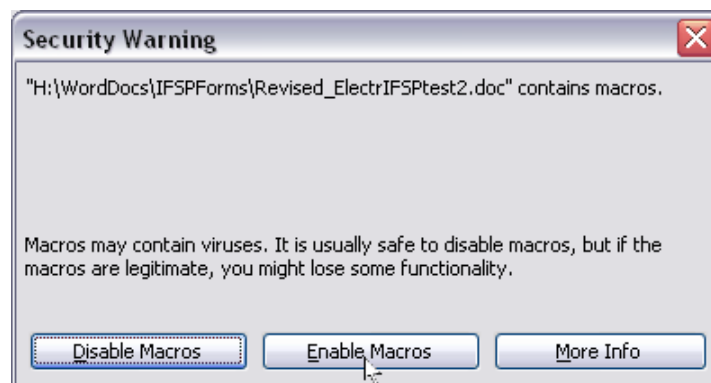 Security Warning
"H:\WordDocs\IFSPForms\Revised_ElectrIFSPtest2.doc" contains macros.
Macros may contain viruses. It is usually safe to disable macros, but if the
macros are legitimate, you might lose some functionality.
Disable Macros Enable Macros More Info